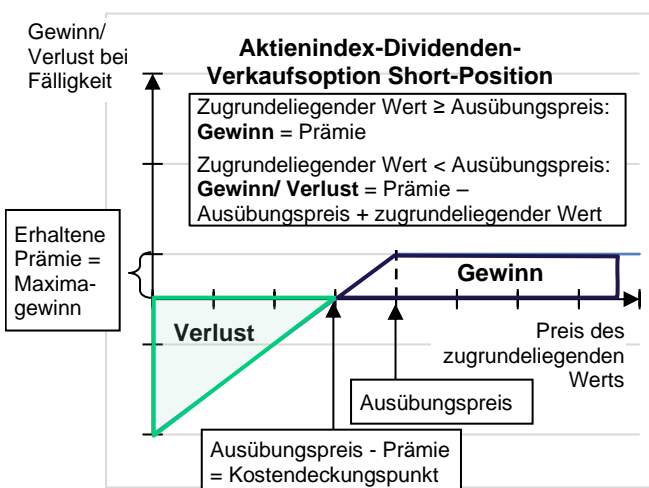 Gewinn/
Verlust bei
Fälligkeit
Aktienindex-Dividenden-
Verkaufsoption Short-Position
Zugrundeliegender Wert ≥ Ausübungspreis:
Gewinn = Prämie
Zugrundeliegender Wert < Ausübungspreis:
Gewinn/ Verlust = Prämie –
Ausübungspreis + zugrundeliegender Wert
Erhaltene
Prämie =
Maxima-
gewinn
Gewinn
Verlust
Preis des
zugrundeliegenden
Werts
Ausübungspreis
Ausübungspreis - Prämie
= Kostendeckungspunkt